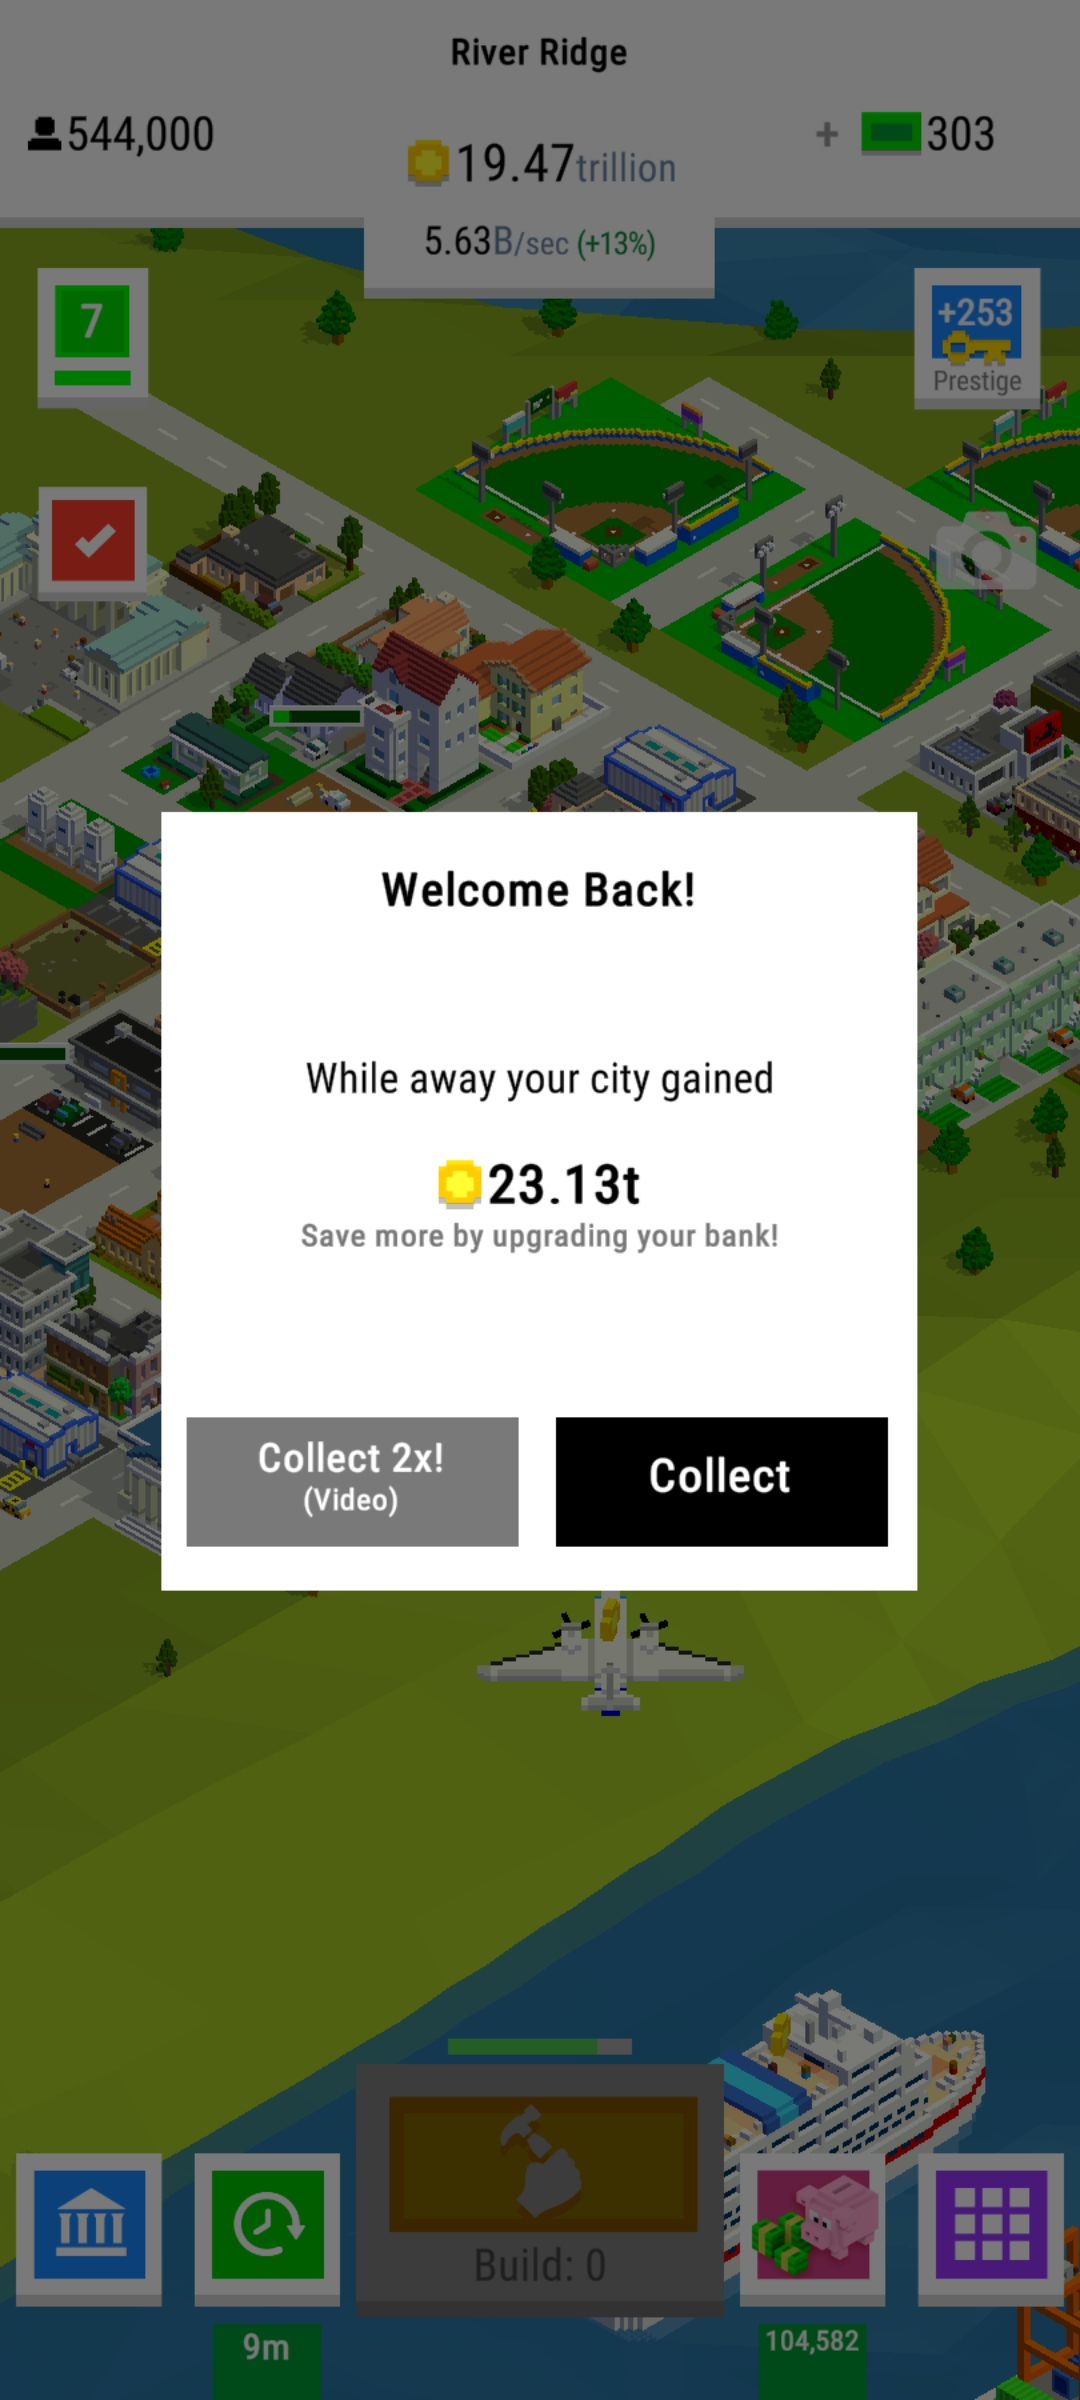 River Ridge
544,000
19.47trillion
+ 303
5.63B/sec (+13%)
7
+253
Prestige
Welcome Back!
While away your city gained
23.13t
Save more by upgrading your bank!
Collect 2x!
(Video)
Collect
Build: 0
9m
104,582